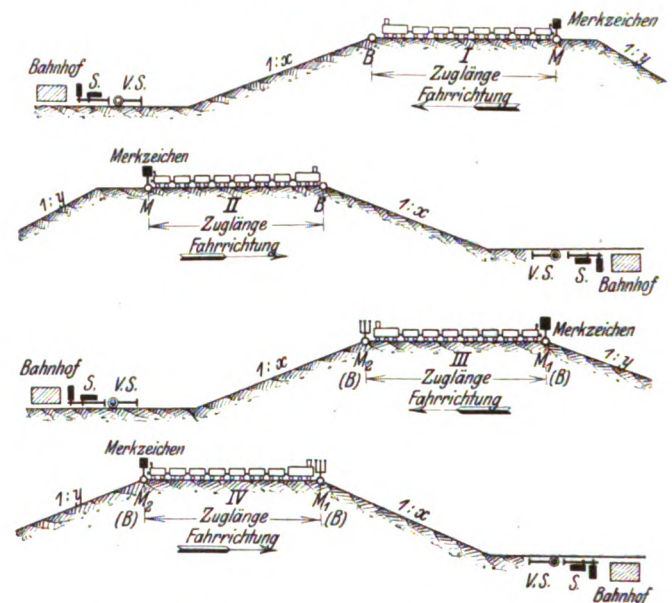 Merkzeichen
1:x
1:y
Bahnhof
S.
V.S.
B
I
M
Zuglänge
Fahrrichtung
Merkzeichen
1:y
1:x
M
II
B
Zuglänge
Fahrrichtung
V.S.
S.
Bahnhof
Merkzeichen
1:x
1:y
Bahnhof
S.
V.S.
M2
III
M1
(B)
Zuglänge
(B)
Fahrrichtung
Merkzeichen
1:y
1:x
M2
IV
M1
(B)
Zuglänge
(B)
Fahrrichtung
V.S.
S.
Bahnhof